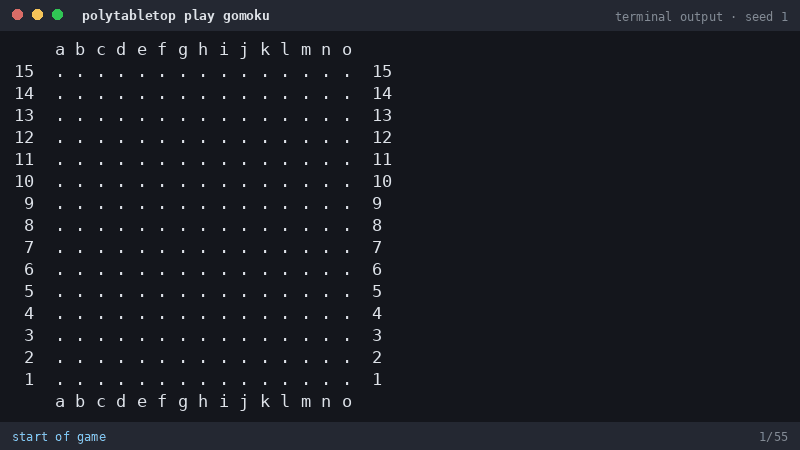 polytabletop play gomoku
terminal output · seed 1
a b c d e f g h i j k l m n o
15 . . . . . . . . . . . . . . . 15
14 . . . . . . . . . . . . . . . 14
13 . . . . . . . . . . . . . . . 13
12 . . . . . . . . . . . . . . . 12
11 . . . . . . . . . . . . . . . 11
10 . . . . . . . . . . . . . . . 10
9 . . . . . . . . . . . . . . . 9
8 . . . . . . . . . . . . . . . 8
7 . . . . . . . . . . . . . . . 7
6 . . . . . . . . . . . . . . . 6
5 . . . . . . . . . . . . . . . 5
4 . . . . . . . . . . . . . . . 4
3 . . . . . . . . . . . . . . . 3
2 . . . . . . . . . . . . . . . 2
1 . . . . . . . . . . . . . . . 1
a b c d e f g h i j k l m n o
start of game
1/55